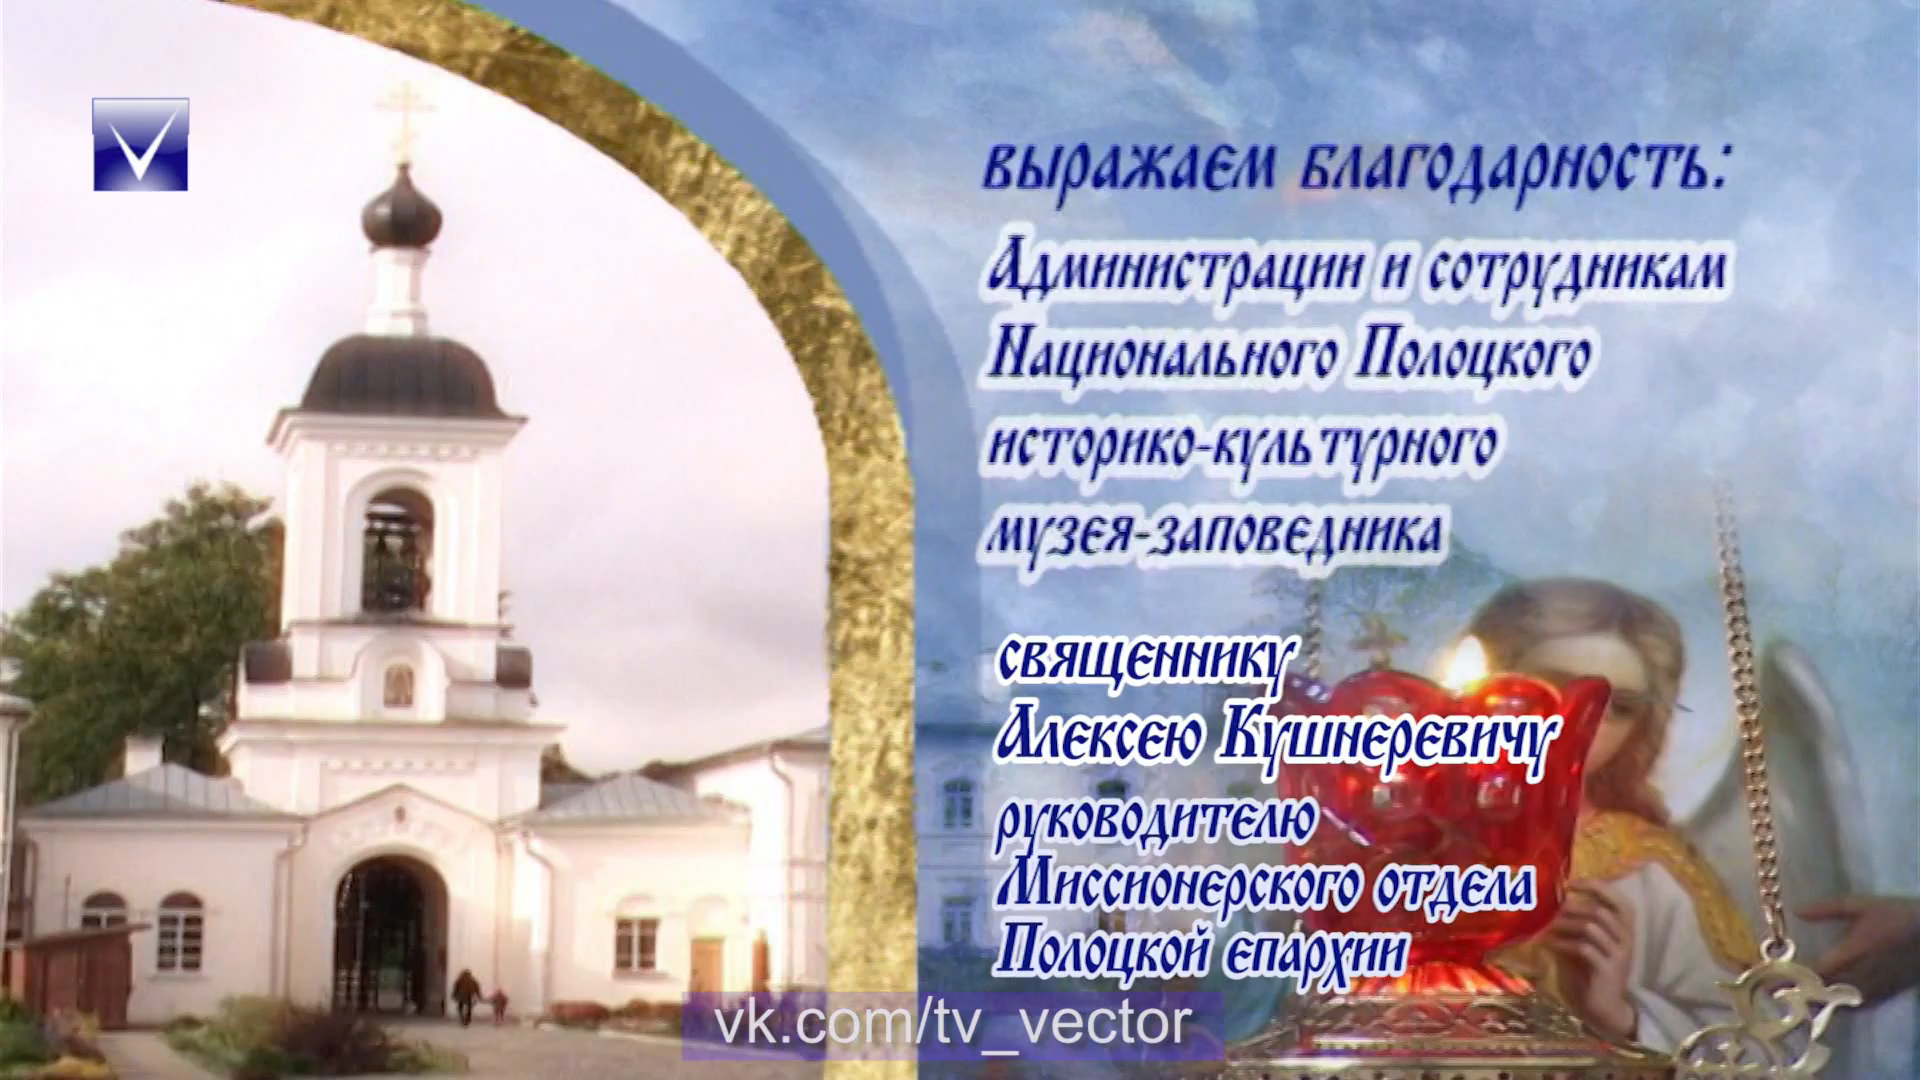 выражаем благодарность:
Администрации и сотрудникам
Национального Полоцкого
историко-культурного
музея-заповедника
священнику
Алексею Кушнеревичу
руководителю
Миссионерского отдела
Полоцкой епархии
vk.com/tv_vector